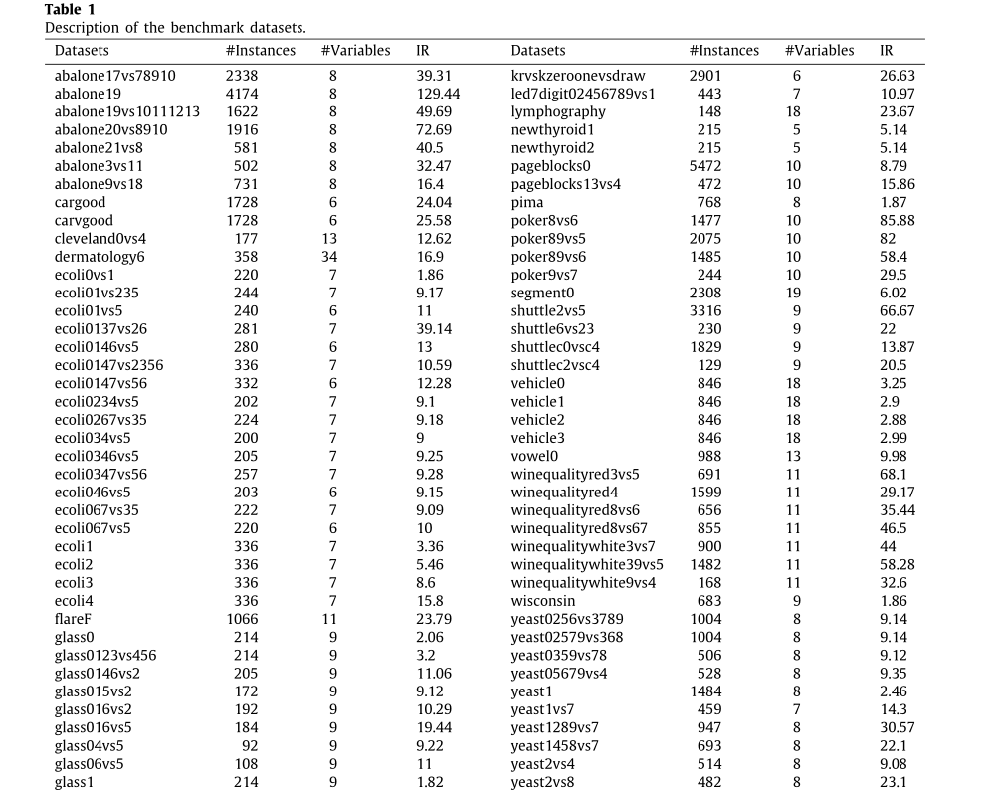 Table 1
Description of the benchmark datasets.
Datasets #Instances #Variables IR Datasets #Instances #Variables IR
abalone17vs78910 2338 8 39.31 krvskzeroonevsdraw 2901 6 26.63
abalone19 4174 8 129.44 led7digit02456789vs1 443 7 10.97
abalone19vs10111213 1622 8 49.69 lymphography 148 18 23.67
abalone20vs8910 1916 8 72.69 newthyroid1 215 5 5.14
abalone21vs8 581 8 40.5 newthyroid2 215 5 5.14
abalone3vs11 502 8 32.47 pageblocks0 5472 10 8.79
abalone9vs18 731 8 16.4 pageblocks13vs4 472 10 15.86
cargood 1728 6 24.04 pima 768 8 1.87
carvgood 1728 6 25.58 poker8vs6 1477 10 85.88
cleveland0vs4 177 13 12.62 poker89vs5 2075 10 82
dermatology6 358 34 16.9 poker89vs6 1485 10 58.4
ecoli0vs1 220 7 1.86 poker9vs7 244 10 29.5
ecoli01vs235 244 7 9.17 segment0 2308 19 6.02
ecoli01vs5 240 6 11 shuttle2vs5 3316 9 66.67
ecoli0137vs26 281 7 39.14 shuttle6vs23 230 9 22
ecoli0146vs5 280 6 13 shuttlec0vsc4 1829 9 13.87
ecoli0147vs2356 336 7 10.59 shuttlec2vsc4 129 9 20.5
ecoli0147vs56 332 6 12.28 vehicle0 846 18 3.25
ecoli0234vs5 202 7 9.1 vehicle1 846 18 2.9
ecoli0267vs35 224 7 9.18 vehicle2 846 18 2.88
ecoli034vs5 200 7 9 vehicle3 846 18 2.99
ecoli0346vs5 205 7 9.25 vowel0 988 13 9.98
ecoli0347vs56 257 7 9.28 winequalityred3vs5 691 11 68.1
ecoli046vs5 203 6 9.15 winequalityred4 1599 11 29.17
ecoli067vs35 222 7 9.09 winequalityred8vs6 656 11 35.44
ecoli067vs5 220 6 10 winequalityred8vs67 855 11 46.5
ecoli1 336 7 3.36 winequalitywhite3vs7 900 11 44
ecoli2 336 7 5.46 winequalitywhite39vs5 1482 11 58.28
ecoli3 336 7 8.6 winequalitywhite9vs4 168 11 32.6
ecoli4 336 7 15.8 wisconsin 683 9 1.86
flareF 1066 11 23.79 yeast0256vs3789 1004 8 9.14
glass0 214 9 2.06 yeast02579vs368 1004 8 9.14
glass0123vs456 214 9 3.2 yeast0359vs78 506 8 9.12
glass0146vs2 205 9 11.06 yeast05679vs4 528 8 9.35
glass015vs2 172 9 9.12 yeast1 1484 8 2.46
glass016vs2 192 9 10.29 yeast1vs7 459 7 14.3
glass016vs5 184 9 19.44 yeast1289vs7 947 8 30.57
glass04vs5 92 9 9.22 yeast1458vs7 693 8 22.1
glass06vs5 108 9 11 yeast2vs4 514 8 9.08
glass1 214 9 1.82 yeast2vs8 482 8 23.1